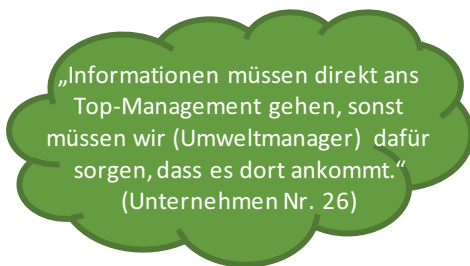 „Informationen müssen direkt ans
Top-Management gehen, sonst
müssen wir (Umweltmanager) dafür
sorgen, dass es dort ankommt.“
(Unternehmen Nr. 26)